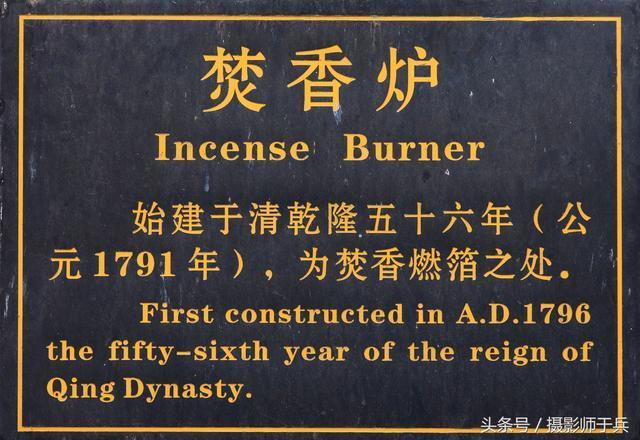 焚香炉
Incense Burner
始建于清乾隆五十六年（公
元1791年），为焚香燃箔之处。
First constructed in A.D.1796
the fifty-sixth year of the reign of
Qing Dynasty.
头条号 / 摄影师于兵